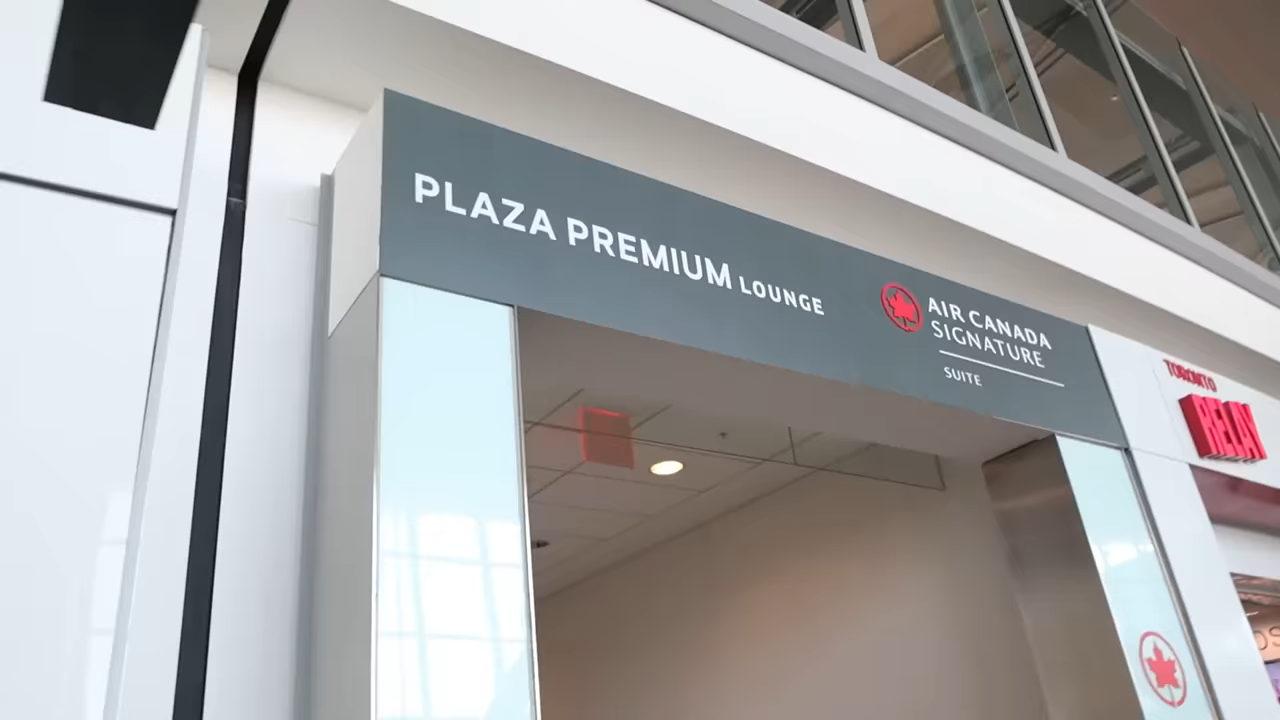 PLAZA PREMIUM LOUNGE
AIR CANADA
SIGNATURE
SUITE
TORONTO
RELAY